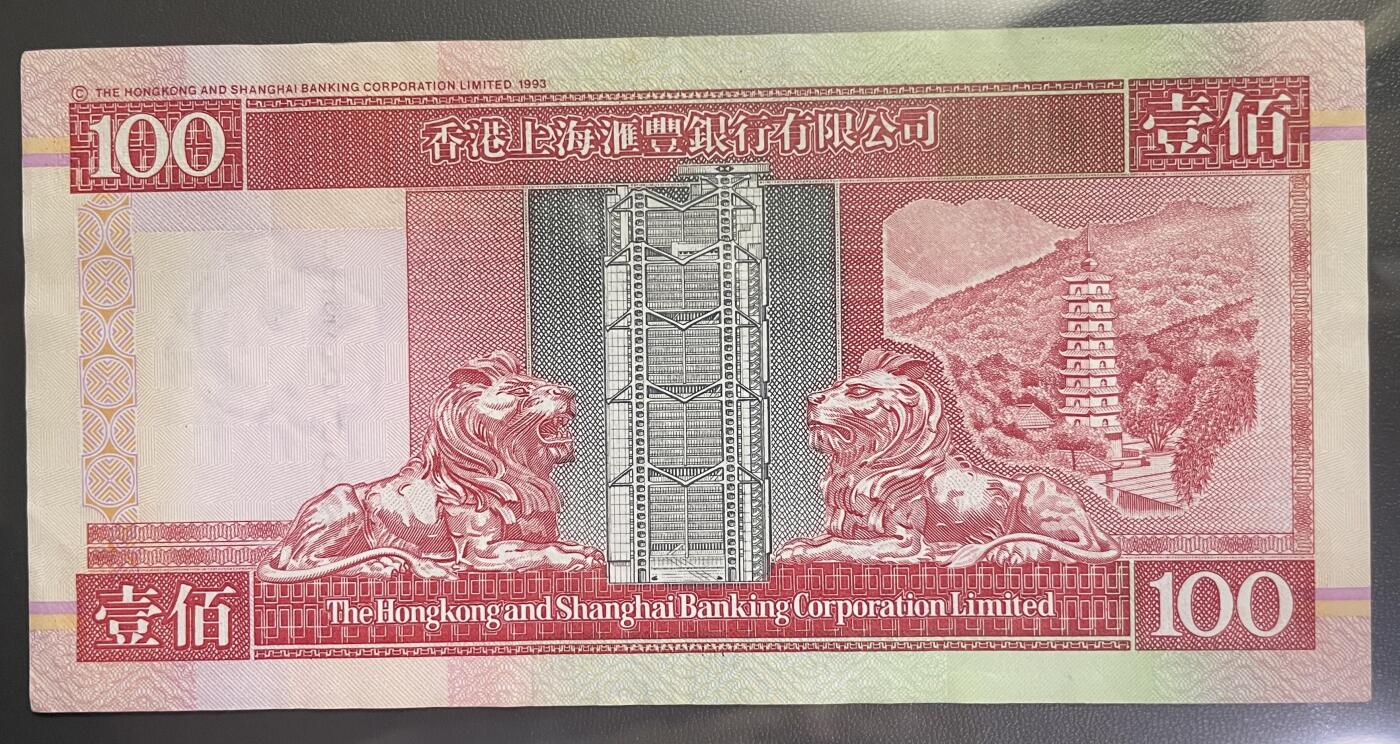 © THE HONGKONG AND SHANGHAI BANKING CORPORATION LIMITED 1993
100
香港上海滙豐銀行有限公司
壹佰
壹佰
The Hongkong and Shanghai Banking Corporation Limited
100